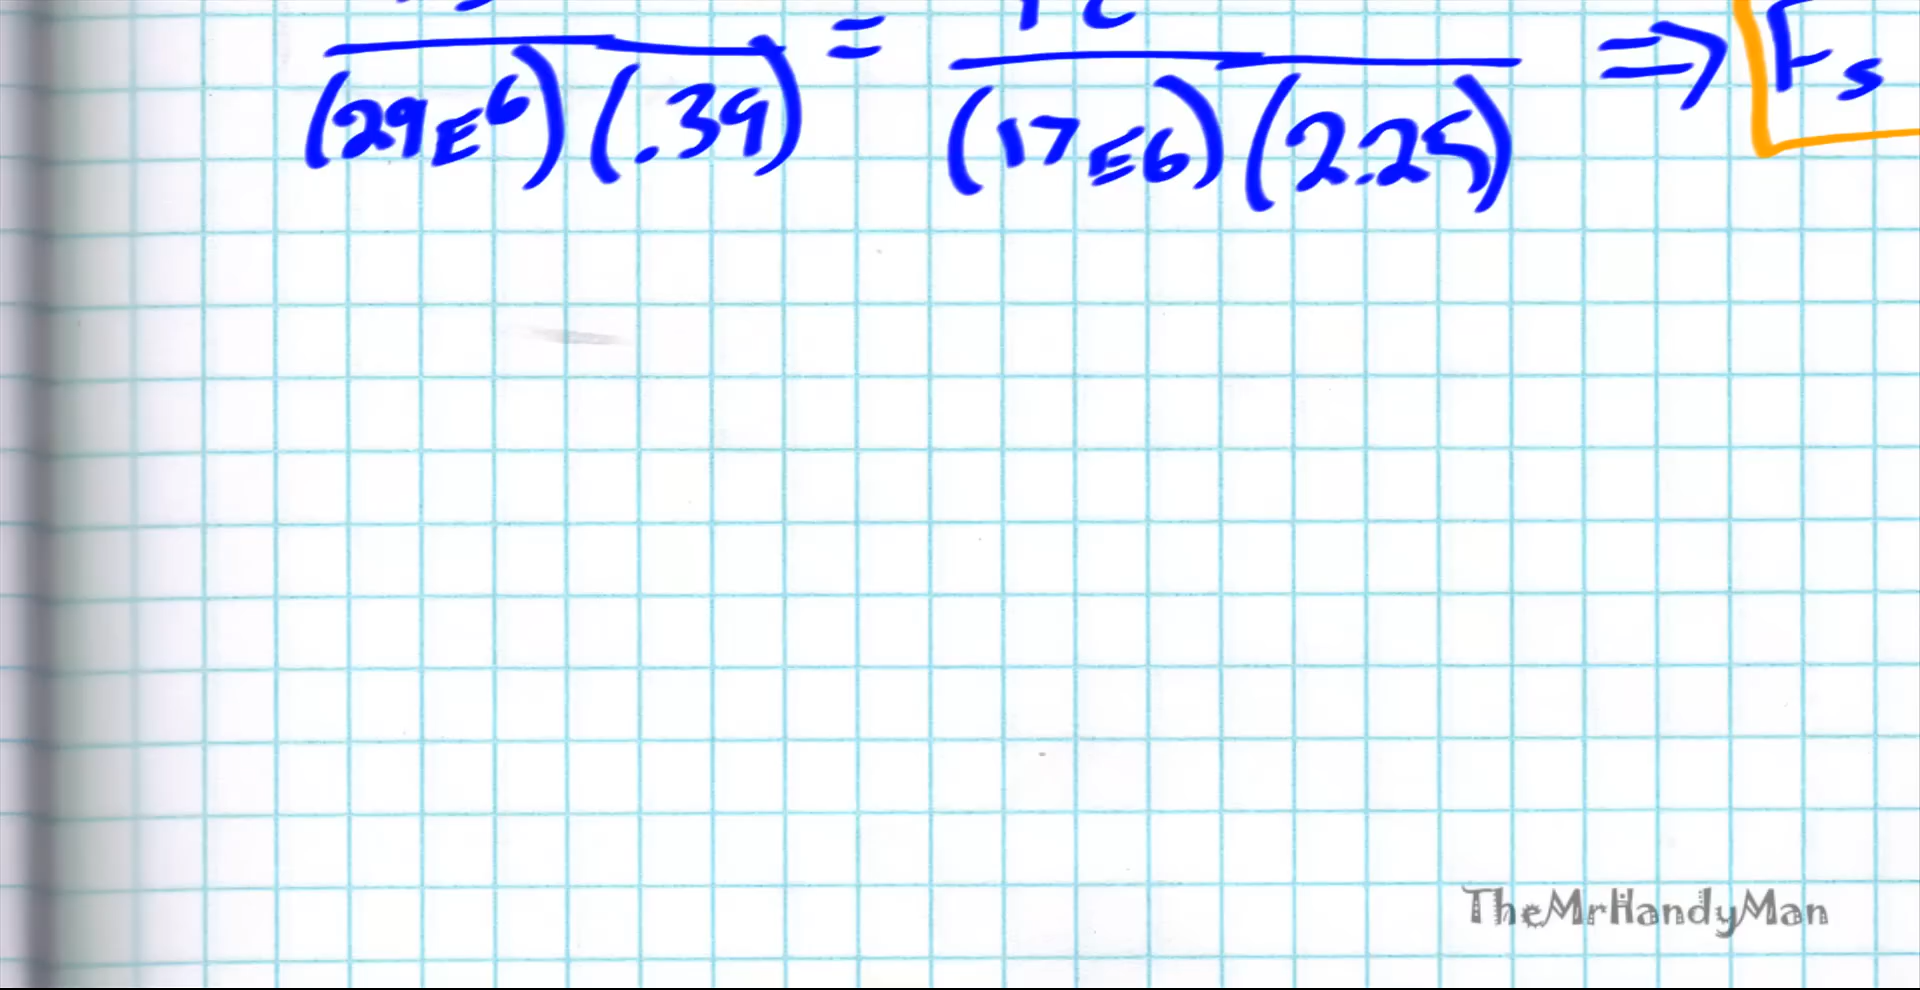 = => Fs
(29E6)(.39) (17E6)(2.25)
TheMrHandyMan